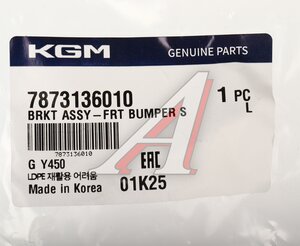 KGM
GENUINE PARTS
7873136010
1 PC
BRKT ASSY-FRT BUMPER S
L
7873136010
G Y450
EAC
LDPE 재활용 어려움
Made in Korea
01K25